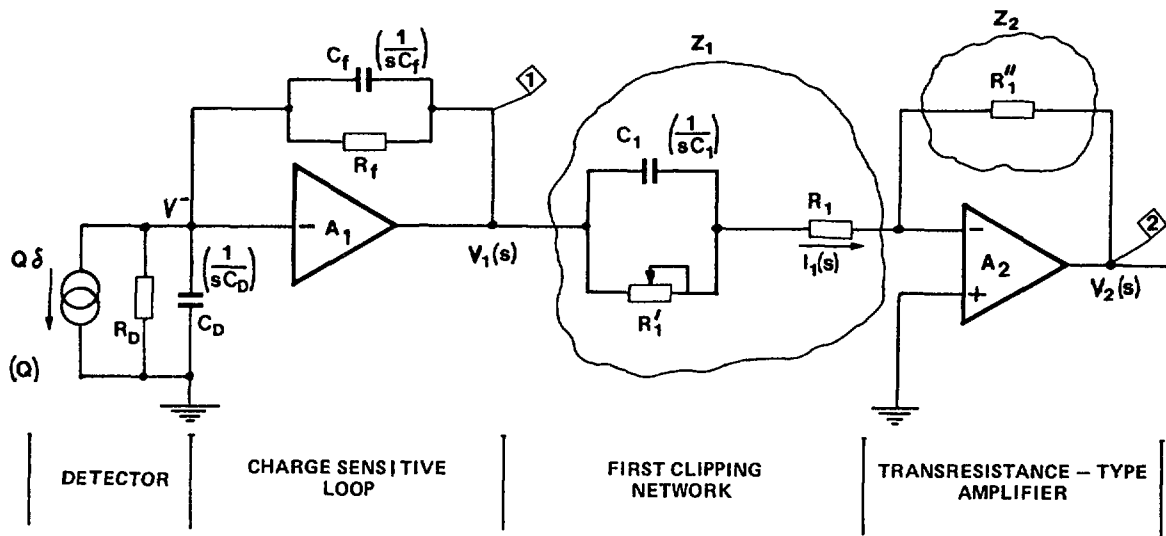 C_f (1/sC_f)
1
Z_1
Z_2
R_1''
R_f
C_1 (1/sC_1)
V^-
A_1
V_1(s)
R_1
I_1(s)
A_2
2
V_2(s)
Qδ
(1/sC_D)
R_D
C_D
R_1'
(Q)
DETECTOR
CHARGE SENSITIVE
LOOP
FIRST CLIPPING
NETWORK
TRANSRESISTANCE – TYPE
AMPLIFIER